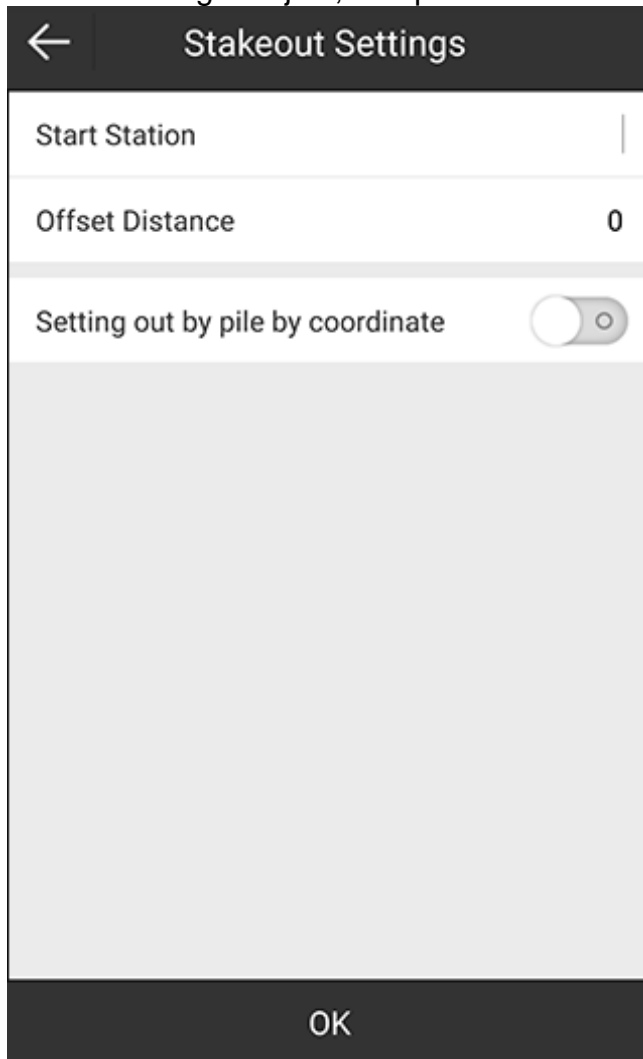 Stakeout Settings
Start Station
Offset Distance 0
Setting out by pile by coordinate
OK